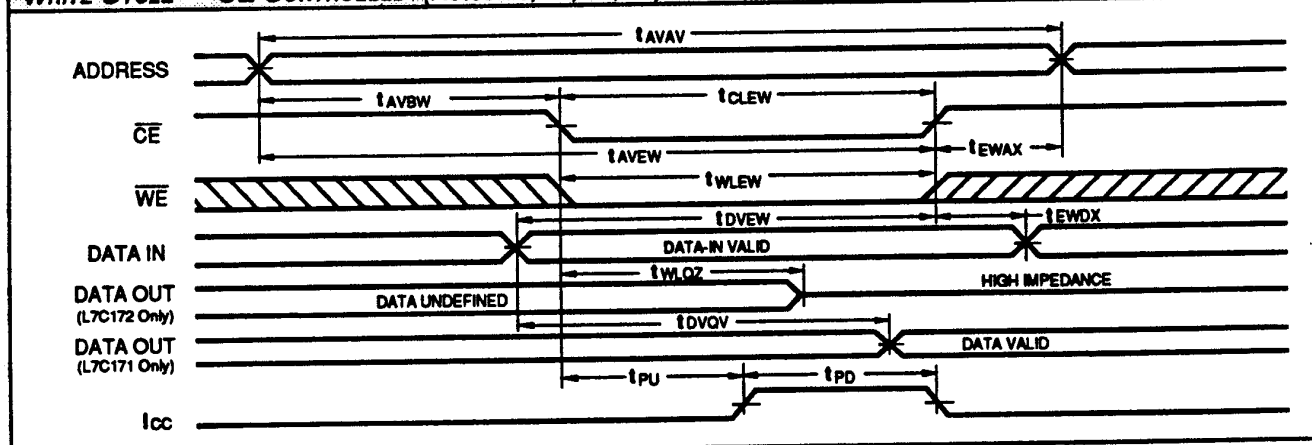 tAVAV
ADDRESS
tAVBW
tCLEW
CE
tAVEW
tEWAX
WE
tWLEW
tDVEW
tEWDX
DATA IN
DATA-IN VALID
tWLQZ
DATA OUT
(L7C172 Only)
DATA UNDEFINED
HIGH IMPEDANCE
tDVQV
DATA OUT
(L7C171 Only)
DATA VALID
tPU
tPD
ICC